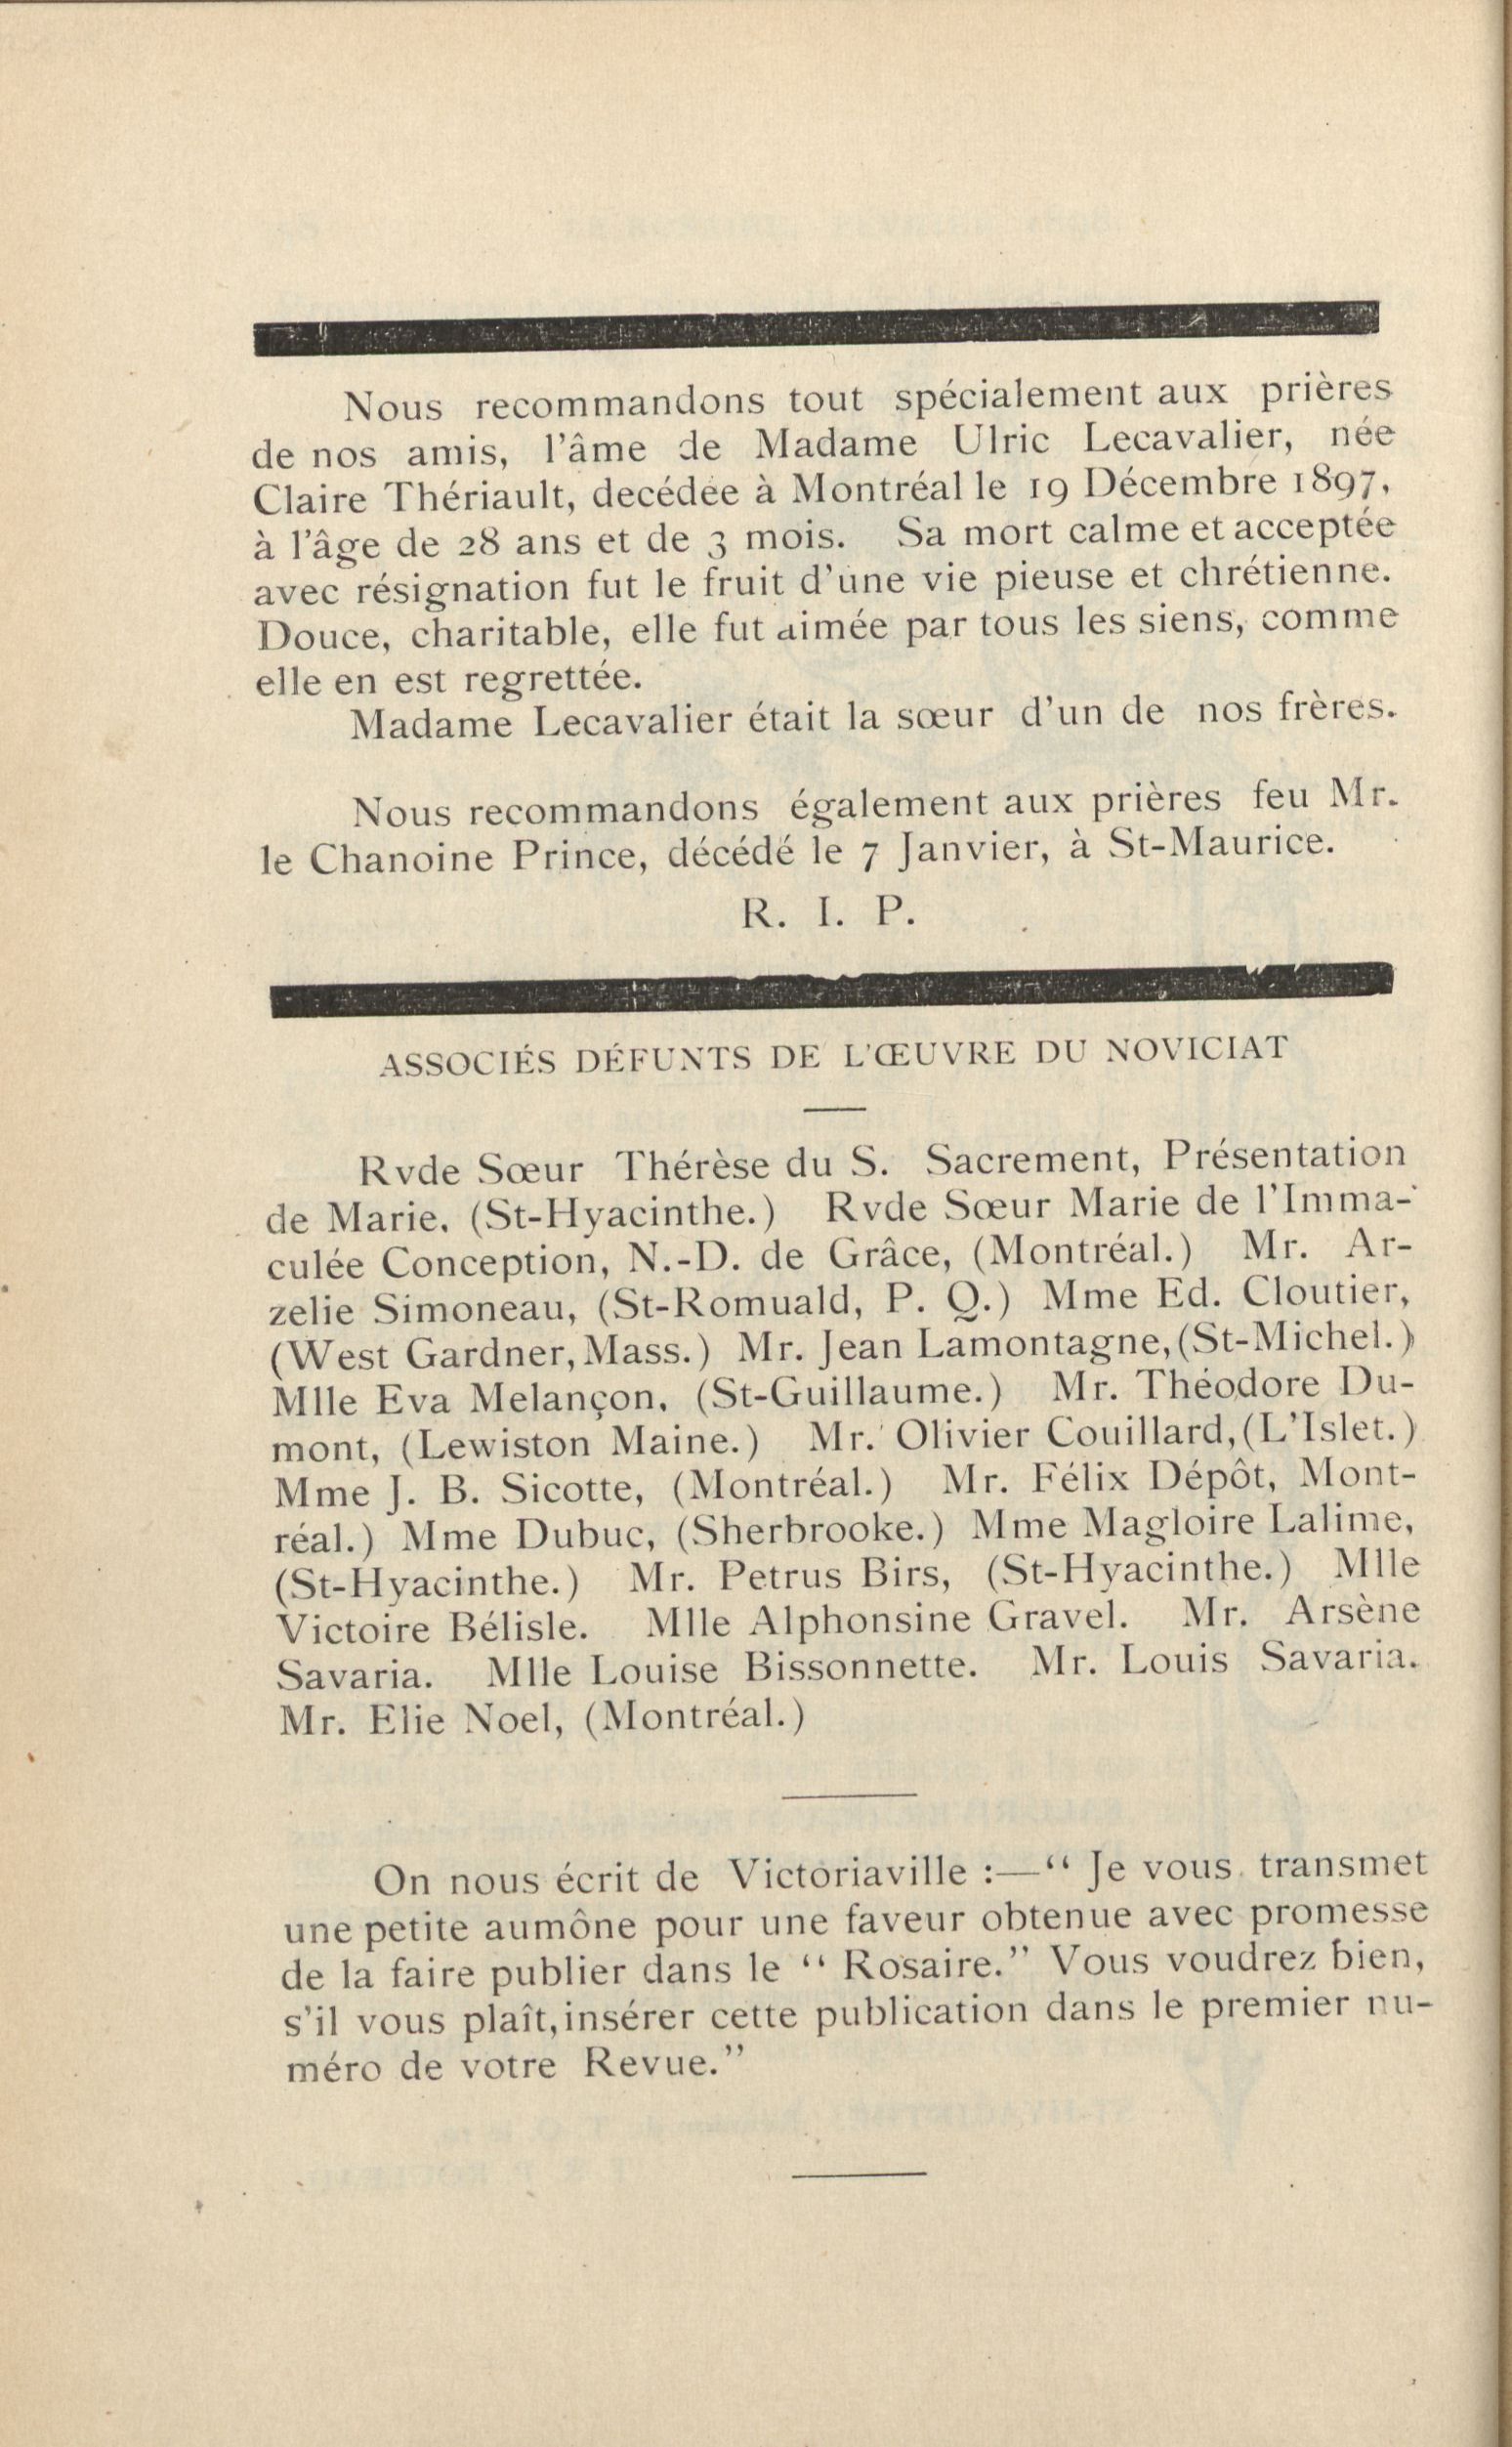 Nous recommandons tout spécialement aux prières
de nos amis, l'âme de Madame Ulric Lecavalier, née
Claire Thériault, decédée à Montréal le 19 Décembre 1897,
à l'âge de 28 ans et de 3 mois. Sa mort calme et acceptée
avec résignation fut le fruit d'une vie pieuse et chrétienne.
Douce, charitable, elle fut aimée par tous les siens, comme
elle en est regrettée.
Madame Lecavalier était la sœur d'un de nos frères.
Nous recommandons également aux prières feu Mr.
le Chanoine Prince, décédé le 7 Janvier, à St-Maurice.
R. I. P.
ASSOCIÉS DÉFUNTS DE L'ŒUVRE DU NOVICIAT
Rvde Sœur Thérèse du S. Sacrement, Présentation
de Marie, (St-Hyacinthe.) Rvde Sœur Marie de l'Imma-
culée Conception, N.-D. de Grâce, (Montréal.) Mr. Ar-
zelie Simoneau, (St-Romuald, P. Q.) Mme Ed. Cloutier,
(West Gardner, Mass.) Mr. Jean Lamontagne, (St-Michel.)
Mlle Eva Melançon, (St-Guillaume.) Mr. Théodore Du-
mont, (Lewiston Maine.) Mr. Olivier Couillard, (L'Islet.)
Mme J. B. Sicotte, (Montréal.) Mr. Félix Dépôt, Mont-
réal.) Mme Dubuc, (Sherbrooke.) Mme Magloire Lalime,
(St-Hyacinthe.) Mr. Petrus Birs, (St-Hyacinthe.) Mlle
Victoire Bélisle. Mlle Alphonsine Gravel. Mr. Arsène
Savaria. Mlle Louise Bissonnette. Mr. Louis Savaria.
Mr. Elie Noel, (Montréal.)
On nous écrit de Victoriaville :—“ Je vous transmet
une petite aumône pour une faveur obtenue avec promesse
de la faire publier dans le “ Rosaire.” Vous voudrez bien,
s'il vous plaît, insérer cette publication dans le premier nu-
méro de votre Revue.”